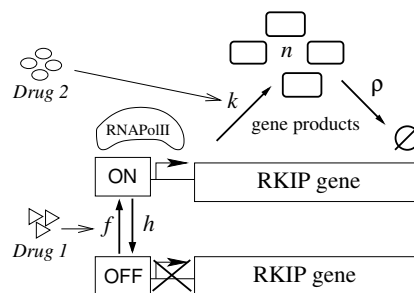 n
Drug 2
k
ρ
RNAPolII
gene products
ON
RKIP gene
f
h
Drug 1
OFF
RKIP gene